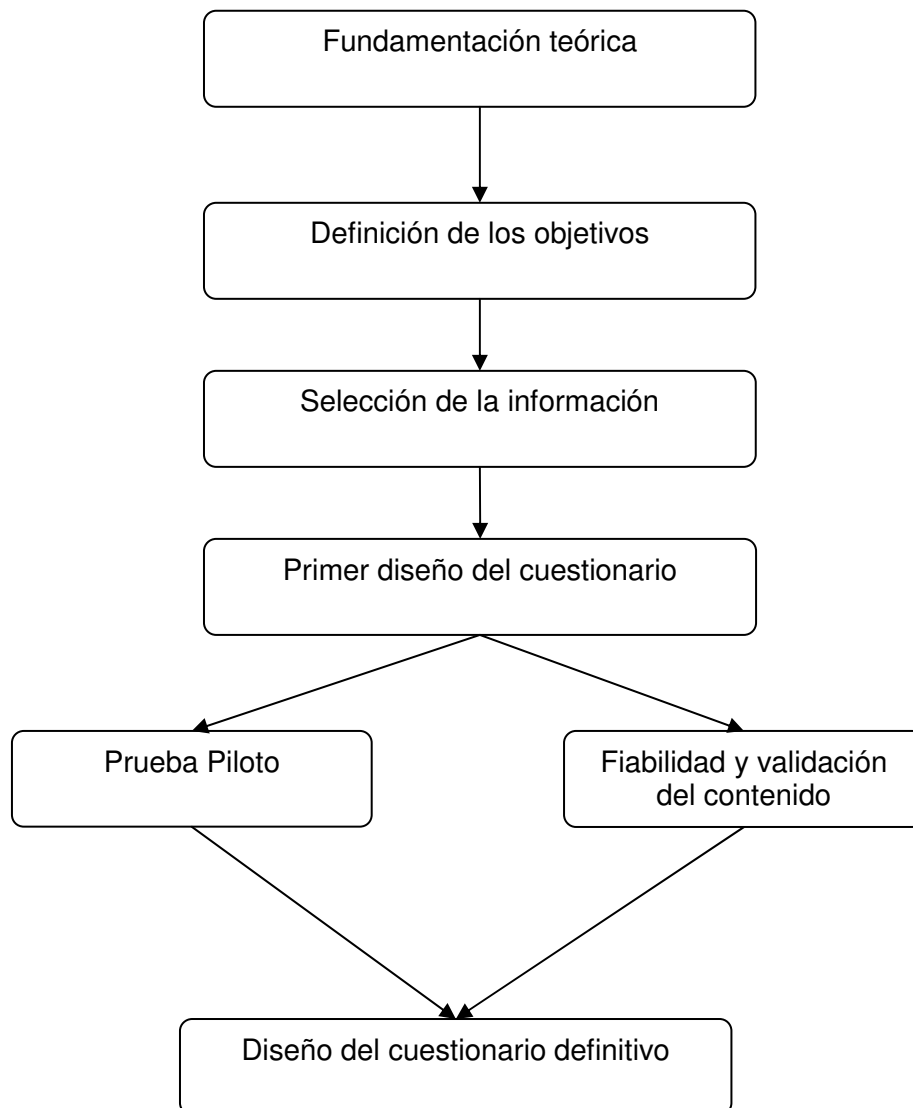 Fundamentación teórica
Definición de los objetivos
Selección de la información
Primer diseño del cuestionario
Prueba Piloto
Fiabilidad y validación
del contenido
Diseño del cuestionario definitivo